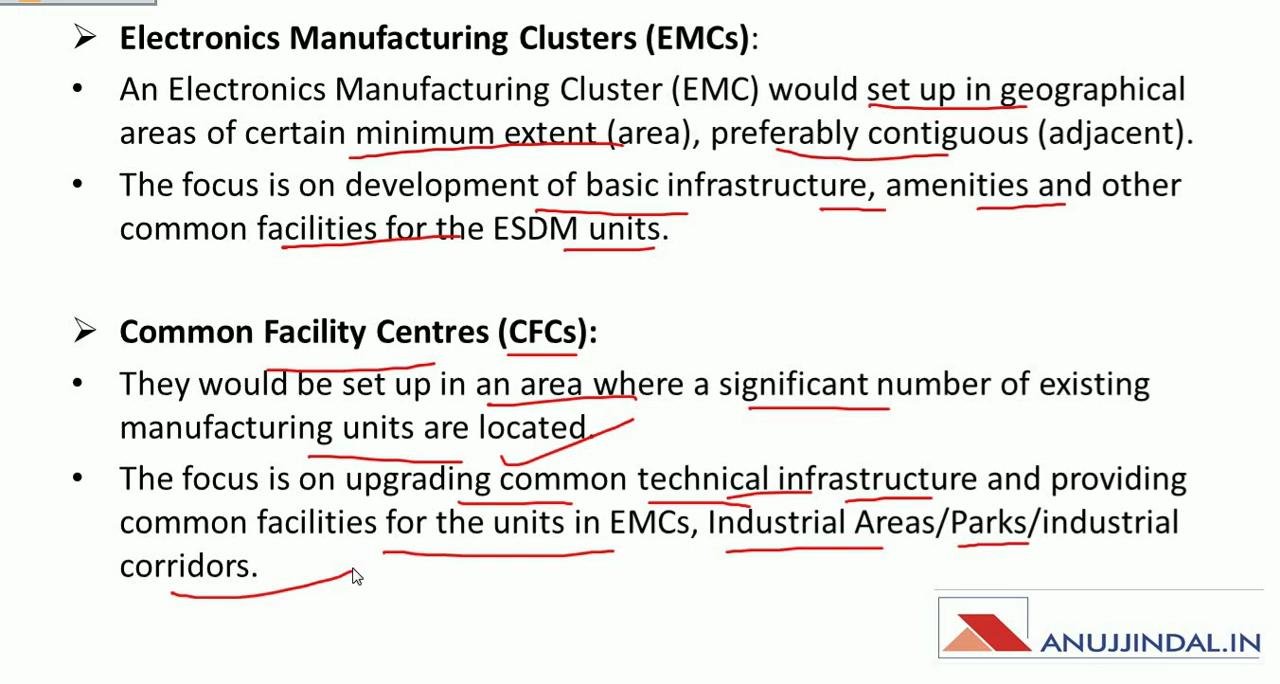 ➢ Electronics Manufacturing Clusters (EMCs):
• An Electronics Manufacturing Cluster (EMC) would set up in geographical
areas of certain minimum extent (area), preferably contiguous (adjacent).
• The focus is on development of basic infrastructure, amenities and other
common facilities for the ESDM units.
➢ Common Facility Centres (CFCs):
• They would be set up in an area where a significant number of existing
manufacturing units are located.
• The focus is on upgrading common technical infrastructure and providing
common facilities for the units in EMCs, Industrial Areas/Parks/industrial
corridors.
ANUJJINDAL.IN